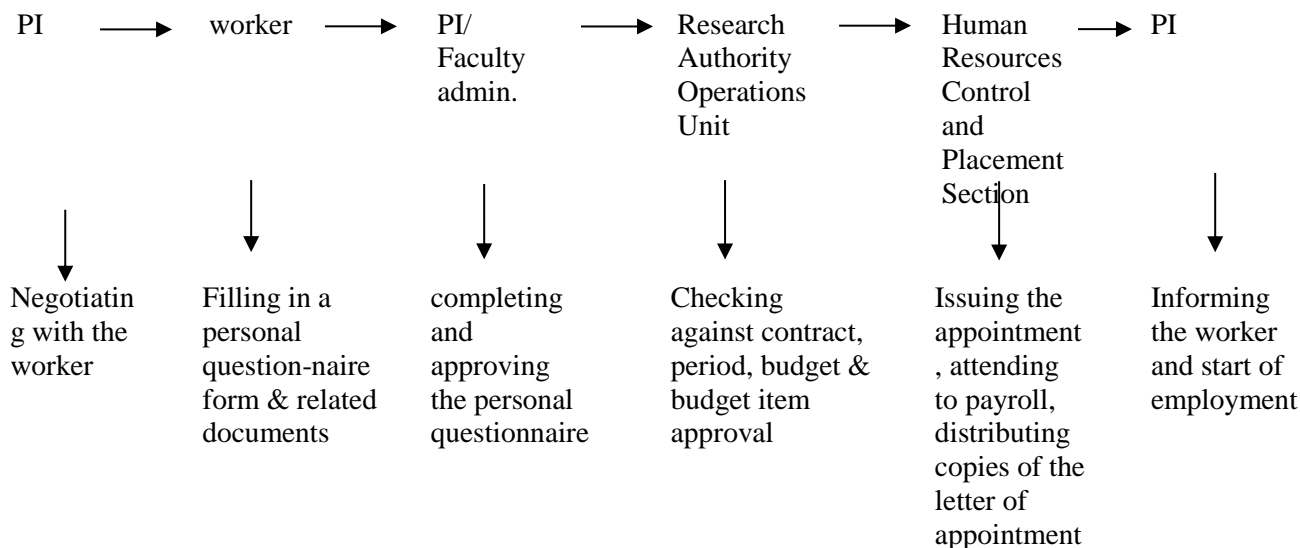 PI
worker
PI/
Faculty
admin.
Research
Authority
Operations
Unit
Human
Resources
Control
and
Placement
Section
PI
Negotiatin
g with the
worker
Filling in a
personal
question-naire
form & related
documents
completing
and
approving
the personal
questionnaire
Checking
against contract,
period, budget &
budget item
approval
Issuing the
appointment
, attending
to payroll,
distributing
copies of the
letter of
appointment
Informing
the worker
and start of
employment